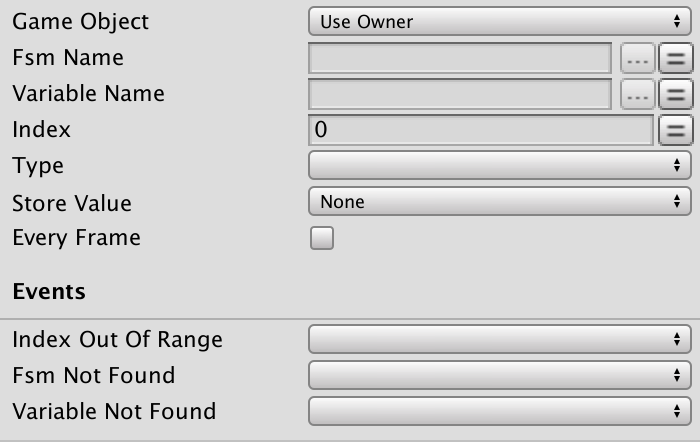 Game Object Use Owner
Fsm Name ...
Variable Name ...
Index 0
Type
Store Value None
Every Frame
Events
Index Out Of Range
Fsm Not Found
Variable Not Found